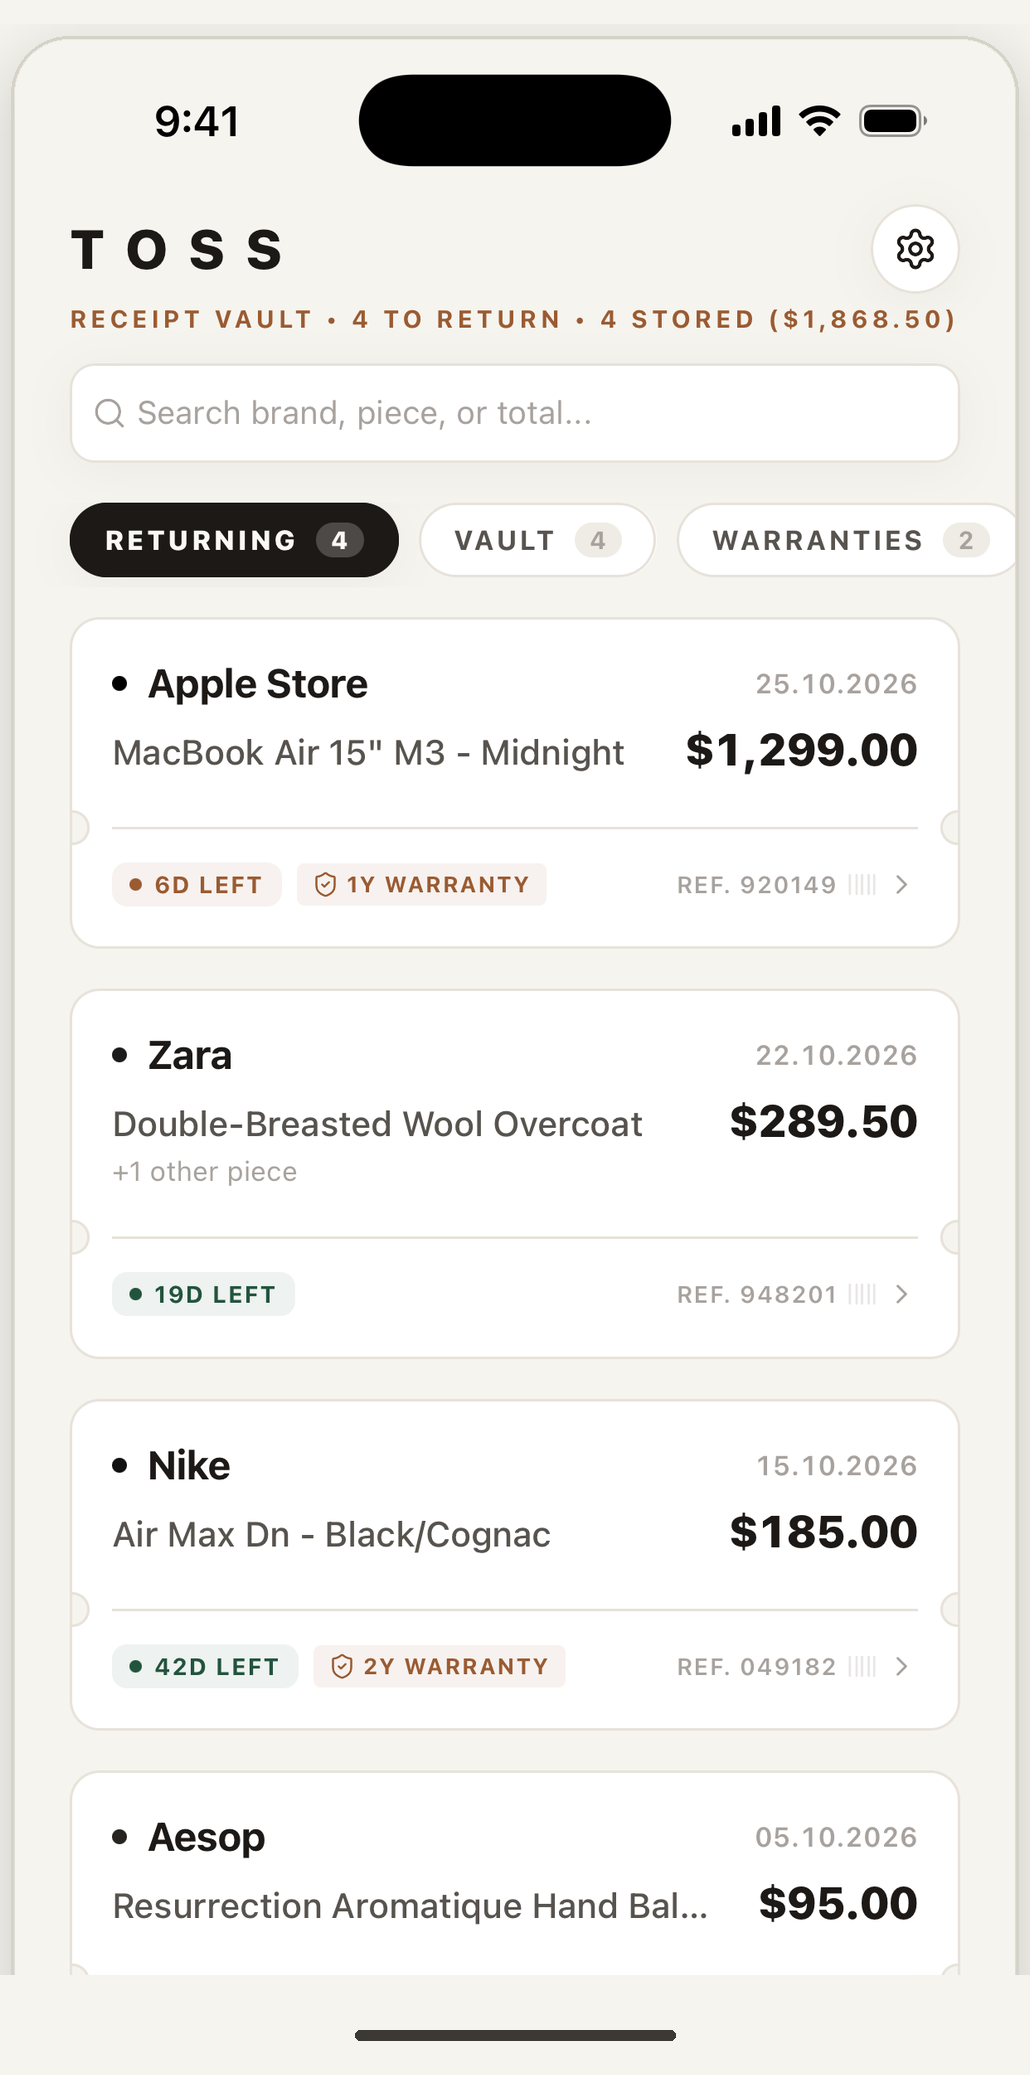 9:41
TOSS
RECEIPT VAULT • 4 TO RETURN • 4 STORED ($1,868.50)
Search brand, piece, or total...
RETURNING 4 VAULT 4 WARRANTIES 2
Apple Store 25.10.2026
MacBook Air 15" M3 - Midnight $1,299.00
6D LEFT 1Y WARRANTY REF. 920149
Zara 22.10.2026
Double-Breasted Wool Overcoat $289.50
+1 other piece
19D LEFT REF. 948201
Nike 15.10.2026
Air Max Dn - Black/Cognac $185.00
42D LEFT 2Y WARRANTY REF. 049182
Aesop 05.10.2026
Resurrection Aromatique Hand Bal... $95.00